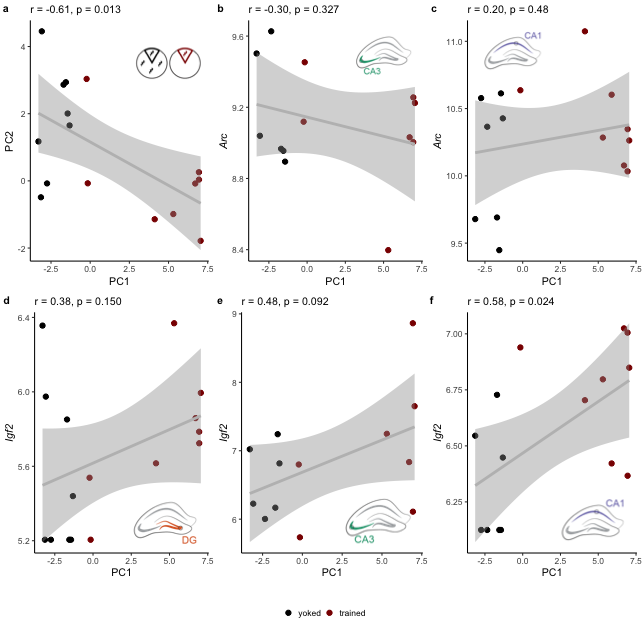 a
r = -0.61, p = 0.013
4
2
0
-2
PC2
-2.5 0.0 2.5 5.0 7.5
PC1
b
r = -0.30, p = 0.327
9.6
9.2
8.8
8.4
Arc
CA3
-2.5 0.0 2.5 5.0 7.5
PC1
c
r = 0.20, p = 0.48
11.0
10.5
10.0
9.5
Arc
CA1
-2.5 0.0 2.5 5.0 7.5
PC1
d
r = 0.38, p = 0.150
6.4
6.0
5.6
5.2
Igf2
DG
-2.5 0.0 2.5 5.0 7.5
PC1
e
r = 0.48, p = 0.092
9
8
7
6
Igf2
CA3
-2.5 0.0 2.5 5.0 7.5
PC1
f
r = 0.58, p = 0.024
7.00
6.75
6.50
6.25
Igf2
CA1
-2.5 0.0 2.5 5.0 7.5
PC1
yoked trained